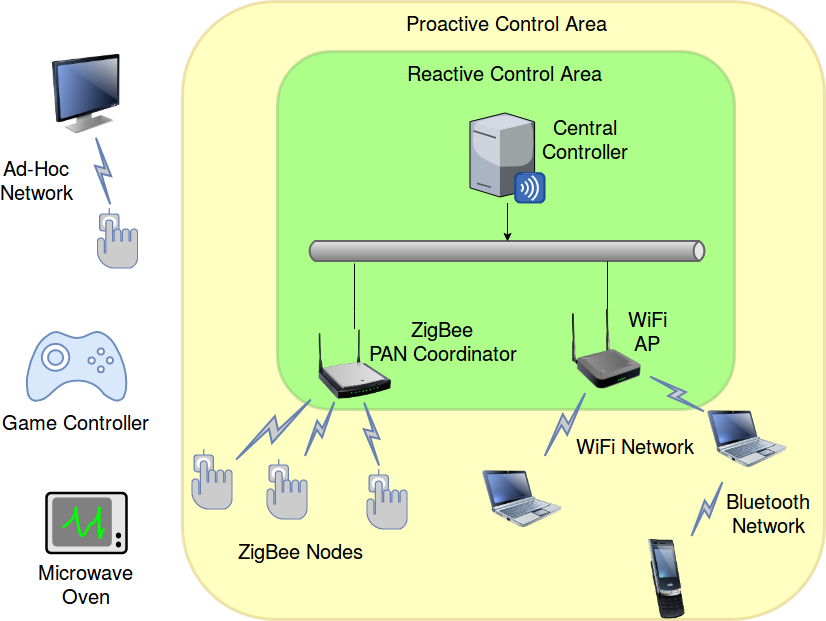 Proactive Control Area
Reactive Control Area
Central
Controller
Ad-Hoc
Network
ZigBee
PAN Coordinator
WiFi
AP
Game Controller
WiFi Network
Bluetooth
Network
ZigBee Nodes
Microwave
Oven